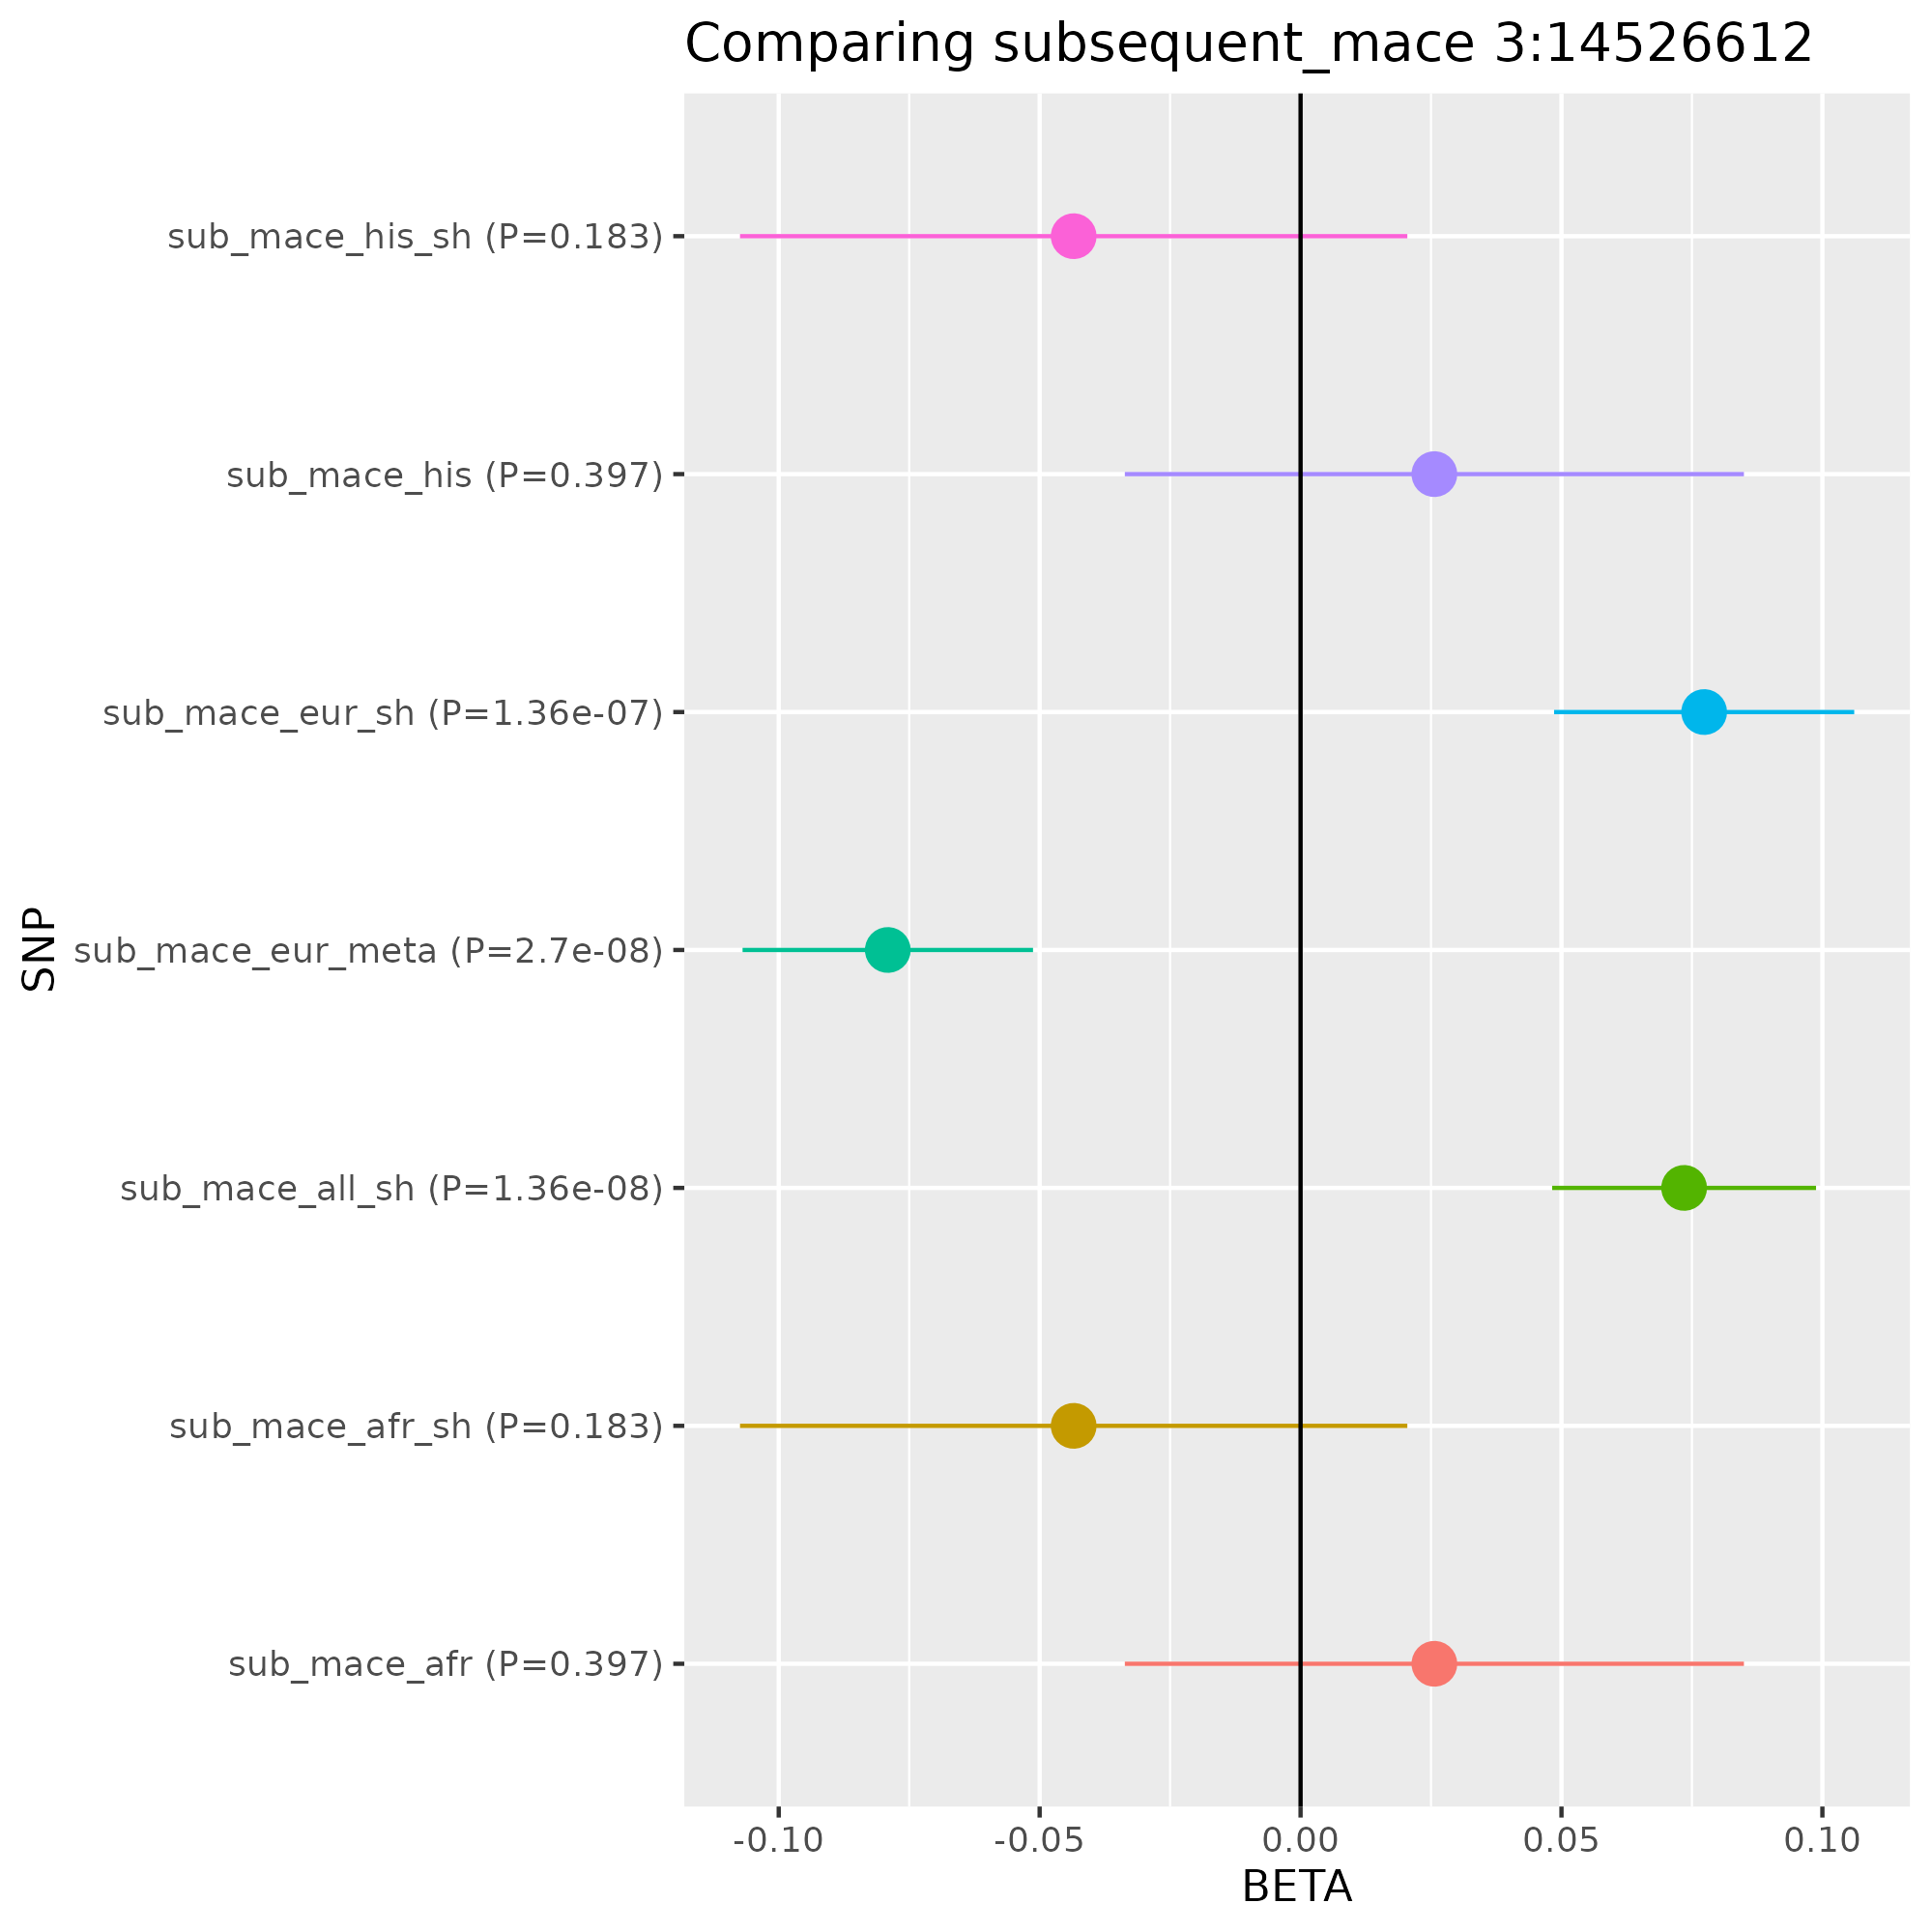 Comparing subsequent_mace 3:14526612
sub_mace_his_sh (P=0.183)
sub_mace_his (P=0.397)
sub_mace_eur_sh (P=1.36e-07)
sub_mace_eur_meta (P=2.7e-08)
sub_mace_all_sh (P=1.36e-08)
sub_mace_afr_sh (P=0.183)
sub_mace_afr (P=0.397)
SNP
-0.10 -0.05 0.00 0.05 0.10
BETA